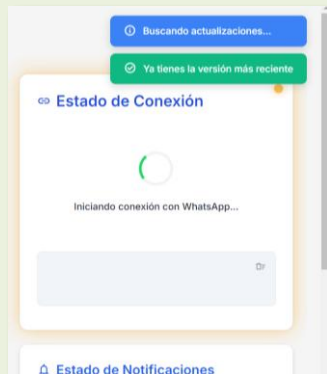 Buscando actualizaciones...
Ya tienes la versión más reciente
Estado de Conexión
Iniciando conexión con WhatsApp...
Estado de Notificaciones